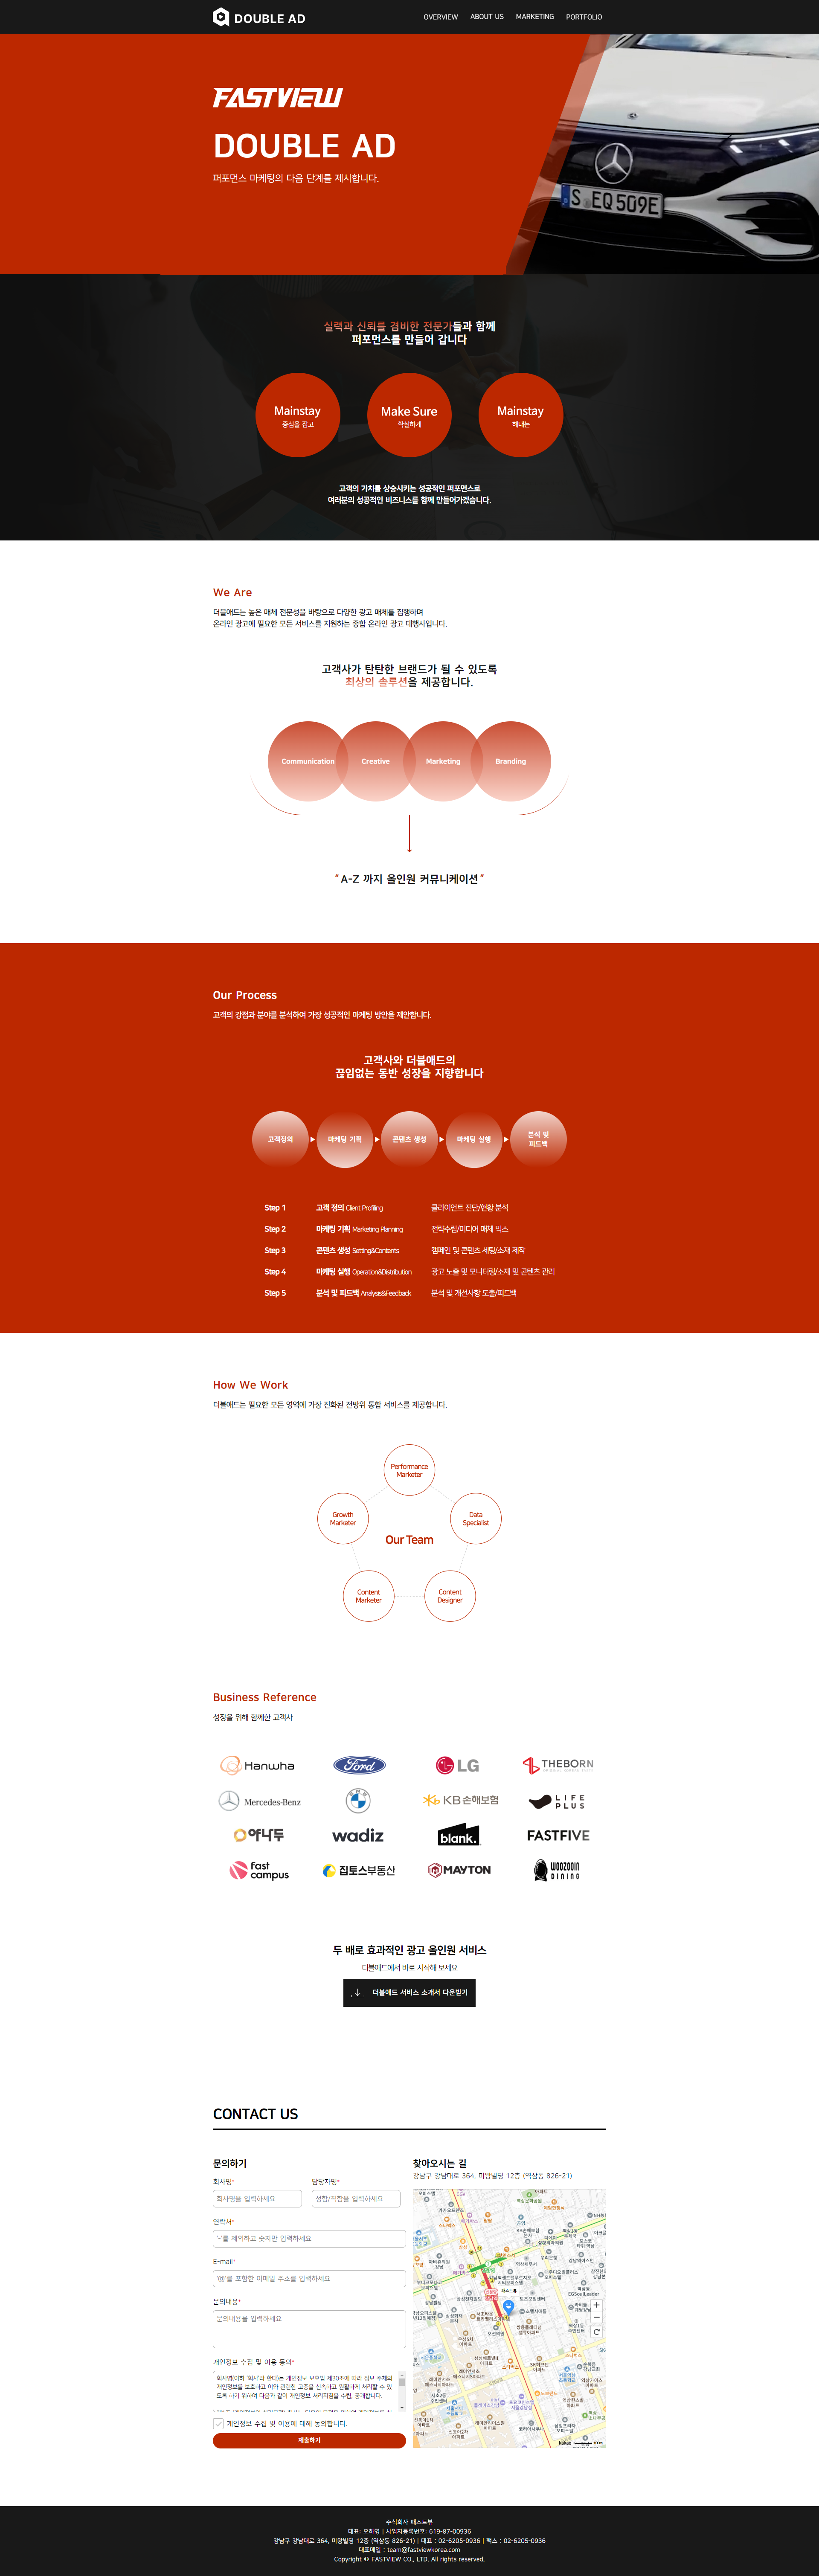 DOUBLE AD
OVERVIEW ABOUT US MARKETING PORTFOLIO
FASTVIEW
DOUBLE AD
퍼포먼스 마케팅의 다음 단계를 제시합니다.
S EQ 509E
실력과 신뢰를 겸비한 전문가들과 함께
퍼포먼스를 만들어 갑니다
Mainstay
중심을 잡고
Make Sure
확실하게
Mainstay
해내는
고객의 가치를 상승시키는 성공적인 퍼포먼스로
여러분의 성공적인 비즈니스를 함께 만들어가겠습니다.
We Are
더블애드는 높은 매체 전문성을 바탕으로 다양한 광고 매체를 집행하며
온라인 광고에 필요한 모든 서비스를 지원하는 종합 온라인 광고 대행사입니다.
고객사가 탄탄한 브랜드가 될 수 있도록
최상의 솔루션을 제공합니다.
Communication Creative Marketing Branding
" A-Z 까지 올인원 커뮤니케이션 "
Our Process
고객의 강점과 분야를 분석하여 가장 성공적인 마케팅 방안을 제안합니다.
고객사와 더블애드의
끊임없는 동반 성장을 지향합니다
고객정의
마케팅 기획
콘텐츠 생성
마케팅 실행
분석 및
피드백
Step 1 고객 정의 Client Profiling 클라이언트 진단/현황 분석
Step 2 마케팅 기획 Marketing Planning 전략수립/미디어 매체 믹스
Step 3 콘텐츠 생성 Setting&Contents 캠페인 및 콘텐츠 세팅/소재 제작
Step 4 마케팅 실행 Operation&Distribution 광고 노출 및 모니터링/소재 및 콘텐츠 관리
Step 5 분석 및 피드백 Analysis&Feedback 분석 및 개선사항 도출/피드백
How We Work
더블애드는 필요한 모든 영역에 가장 진화된 전방위 통합 서비스를 제공합니다.
Performance
Marketer
Growth
Marketer
Data
Specialist
Our Team
Content
Marketer
Content
Designer
Business Reference
성장을 위해 함께한 고객사
Hanwha Ford LG THEBORN
Mercedes-Benz BMW KB손해보험 LIFE
PLUS
야나두 wadiz blank. FASTFIVE
fast
campus
집토스부동산 MAYTON WOOZOOIN
DINING
두 배로 효과적인 광고 올인원 서비스
더블애드에서 바로 시작해 보세요
더블애드 서비스 소개서 다운받기
CONTACT US
문의하기
회사명* 담당자명*
회사명을 입력하세요 성함/직함을 입력하세요
연락처*
'-'를 제외하고 숫자만 입력하세요
E-mail*
'@'를 포함한 이메일 주소를 입력하세요
문의내용*
문의내용을 입력하세요
개인정보 수집 및 이용 동의*
회사명(이하 '회사'라 한다)는 개인정보 보호법 제30조에 따라 정보 주체의
개인정보를 보호하고 이와 관련한 고충을 신속하고 원활하게 처리할 수 있
도록 하기 위하여 다음과 같이 개인정보 처리지침을 수립, 공개합니다.
개인정보 수집 및 이용에 대해 동의합니다.
제출하기
찾아오시는 길
강남구 강남대로 364, 미왕빌딩 12층 (역삼동 826-21)
패스트뷰
kakao 100m
주식회사 패스트뷰
대표: 오하영 | 사업자등록번호: 619-87-00936
강남구 강남대로 364, 미왕빌딩 12층 (역삼동 826-21) | 대표 : 02-6205-0936 | 팩스 : 02-6205-0936
대표메일 : team@fastviewkorea.com
Copyright © FASTVIEW CO., LTD. All rights reserved.